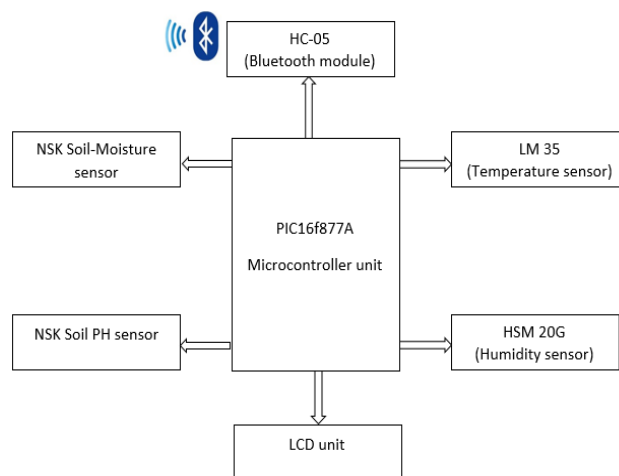 HC-05
(Bluetooth module)
NSK Soil-Moisture
sensor
LM 35
(Temperature sensor)
PIC16f877A
Microcontroller unit
NSK Soil PH sensor
HSM 20G
(Humidity sensor)
LCD unit